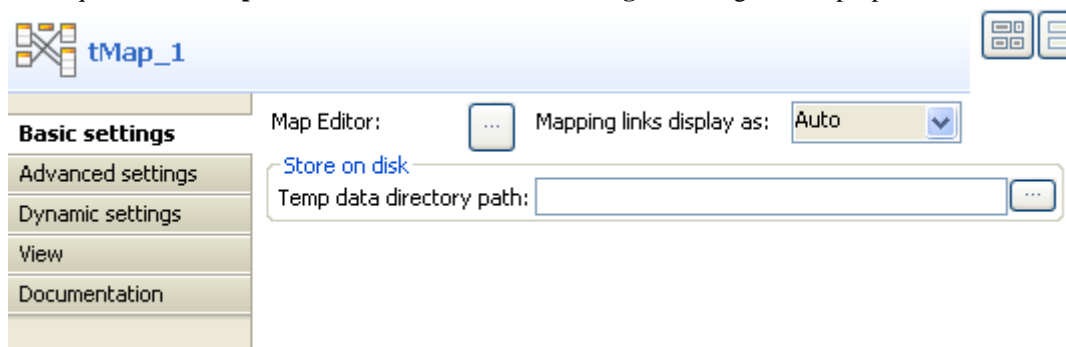 tMap_1
Basic settings
Map Editor: ... Mapping links display as: Auto
Advanced settings
Store on disk
Temp data directory path: ...
Dynamic settings
View
Documentation